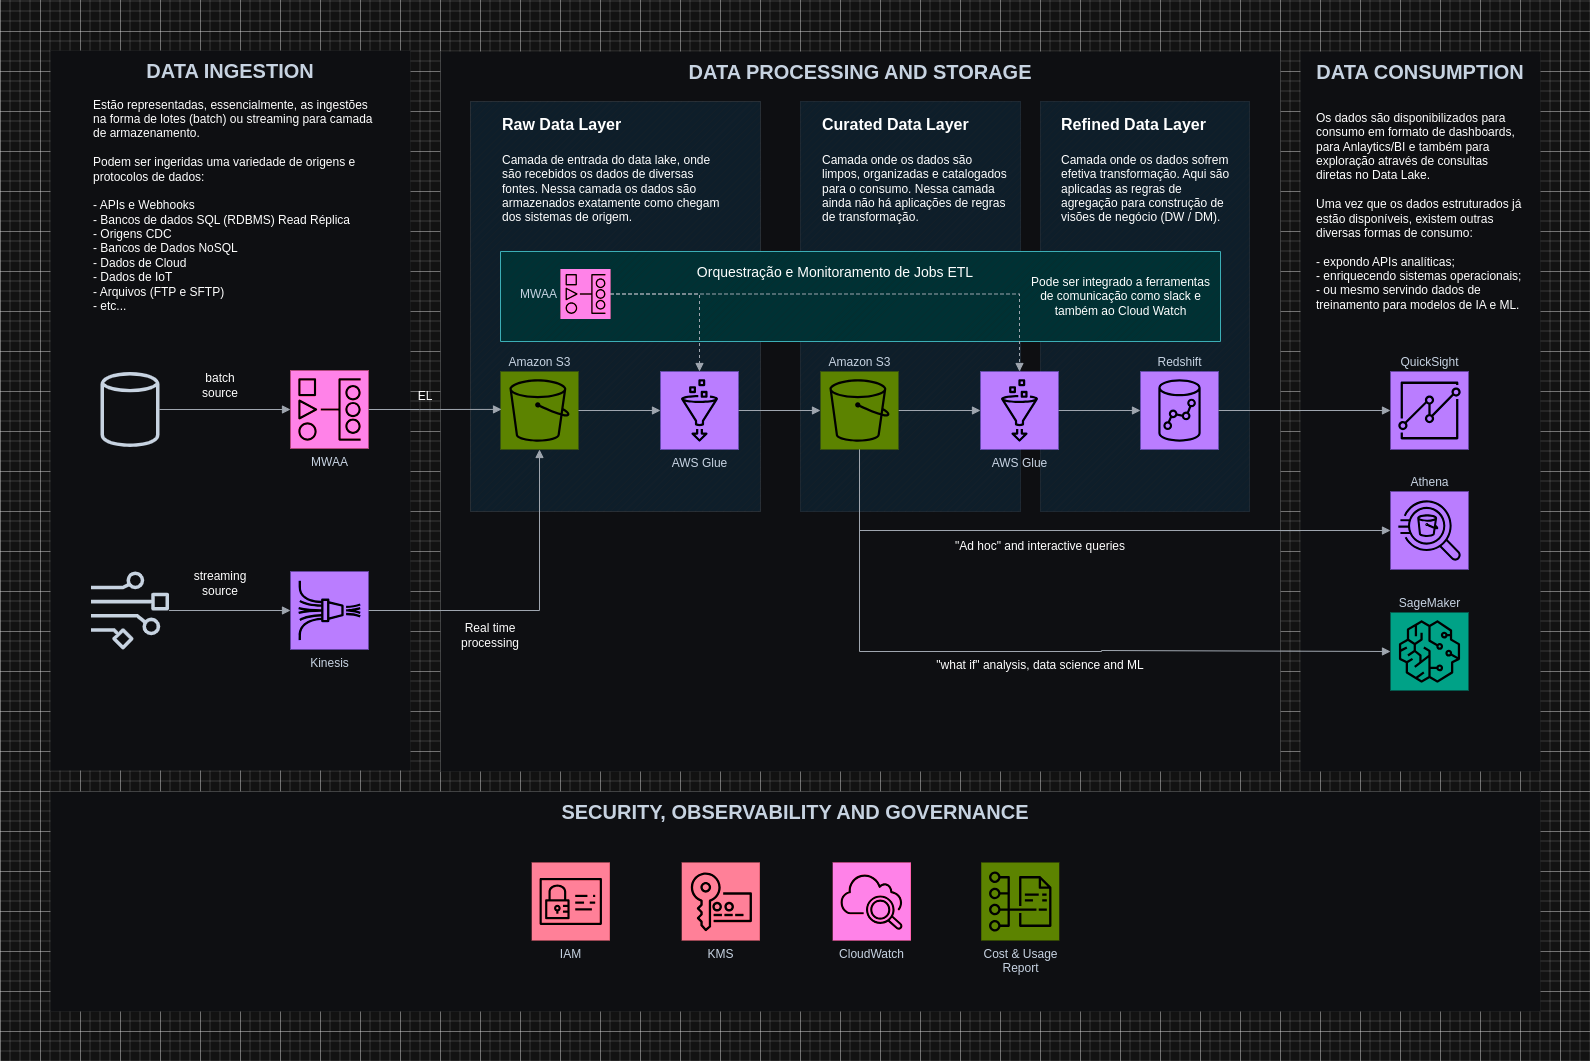 DATA INGESTION
Estão representadas, essencialmente, as ingestões
na forma de lotes (batch) ou streaming para camada
de armazenamento.
Podem ser ingeridas uma variedade de origens e
protocolos de dados:
- APIs e Webhooks
- Bancos de dados SQL (RDBMS) Read Réplica
- Origens CDC
- Bancos de Dados NoSQL
- Dados de Cloud
- Dados de IoT
- Arquivos (FTP e SFTP)
- etc...
batch
source
MWAA
EL
streaming
source
Kinesis
DATA PROCESSING AND STORAGE
Raw Data Layer
Camada de entrada do data lake, onde
são recebidos os dados de diversas
fontes. Nessa camada os dados são
armazenados exatamente como chegam
dos sistemas de origem.
Curated Data Layer
Camada onde os dados são
limpos, organizadas e catalogados
para o consumo. Nessa camada
ainda não há aplicações de regras
de transformação.
Refined Data Layer
Camada onde os dados sofrem
efetiva transformação. Aqui são
aplicadas as regras de
agregação para construção de
visões de negócio (DW / DM).
Orquestração e Monitoramento de Jobs ETL
MWAA
Pode ser integrado a ferramentas
de comunicação como slack e
também ao Cloud Watch
Amazon S3
AWS Glue
Amazon S3
AWS Glue
Redshift
Real time
processing
"Ad hoc" and interactive queries
"what if" analysis, data science and ML
DATA CONSUMPTION
Os dados são disponibilizados para
consumo em formato de dashboards,
para Anlaytics/BI e também para
exploração através de consultas
diretas no Data Lake.
Uma vez que os dados estruturados já
estão disponíveis, existem outras
diversas formas de consumo:
- expondo APIs analíticas;
- enriquecendo sistemas operacionais;
- ou mesmo servindo dados de
treinamento para modelos de IA e ML.
QuickSight
Athena
SageMaker
SECURITY, OBSERVABILITY AND GOVERNANCE
IAM
KMS
CloudWatch
Cost & Usage
Report